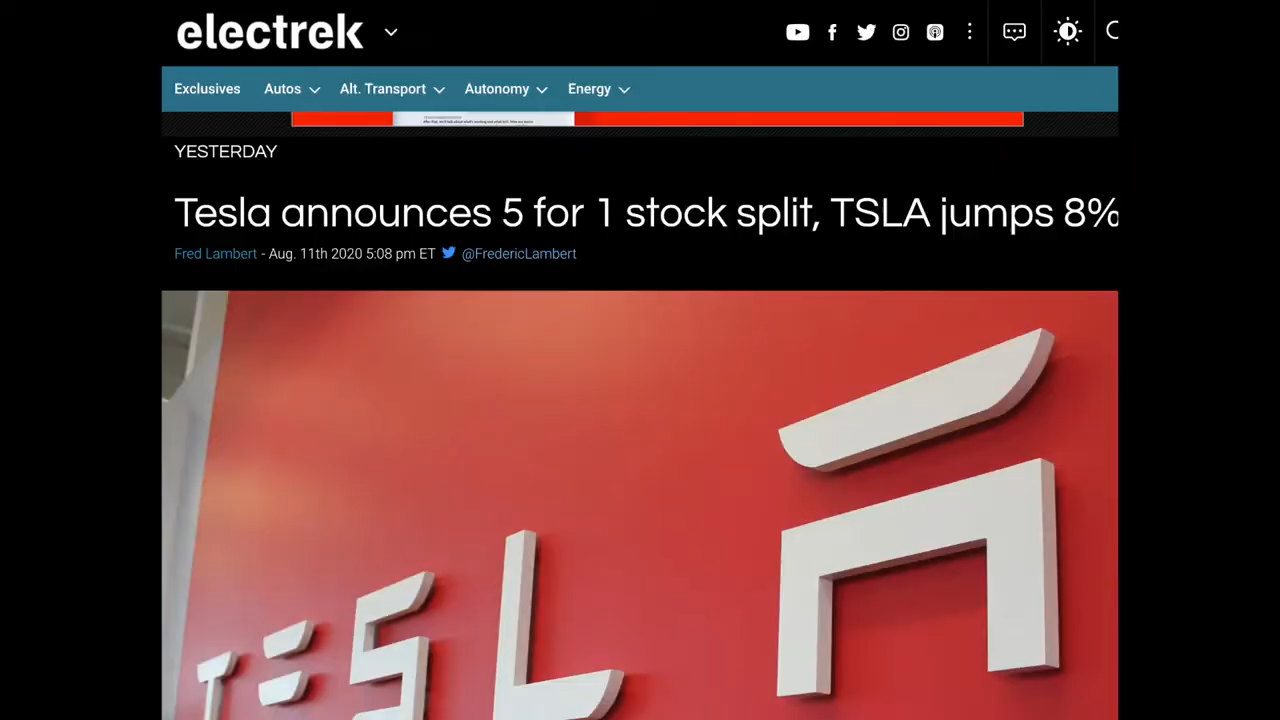 electrek
Exclusives Autos Alt. Transport Autonomy Energy
YESTERDAY
Tesla announces 5 for 1 stock split, TSLA jumps 8%
Fred Lambert - Aug. 11th 2020 5:08 pm ET @FredericLambert
TESLA